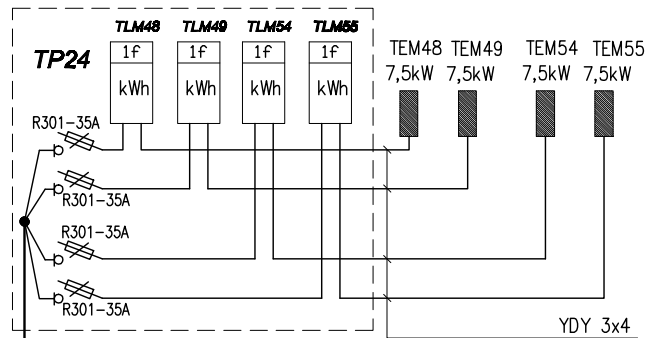 TLM48 TLM49 TLM54 TLM55
TP24
1f 1f 1f 1f
kWh kWh kWh kWh
TEM48 TEM49 TEM54 TEM55
7,5kW 7,5kW 7,5kW 7,5kW
R301-35A
R301-35A
R301-35A
R301-35A
YDY 3x4